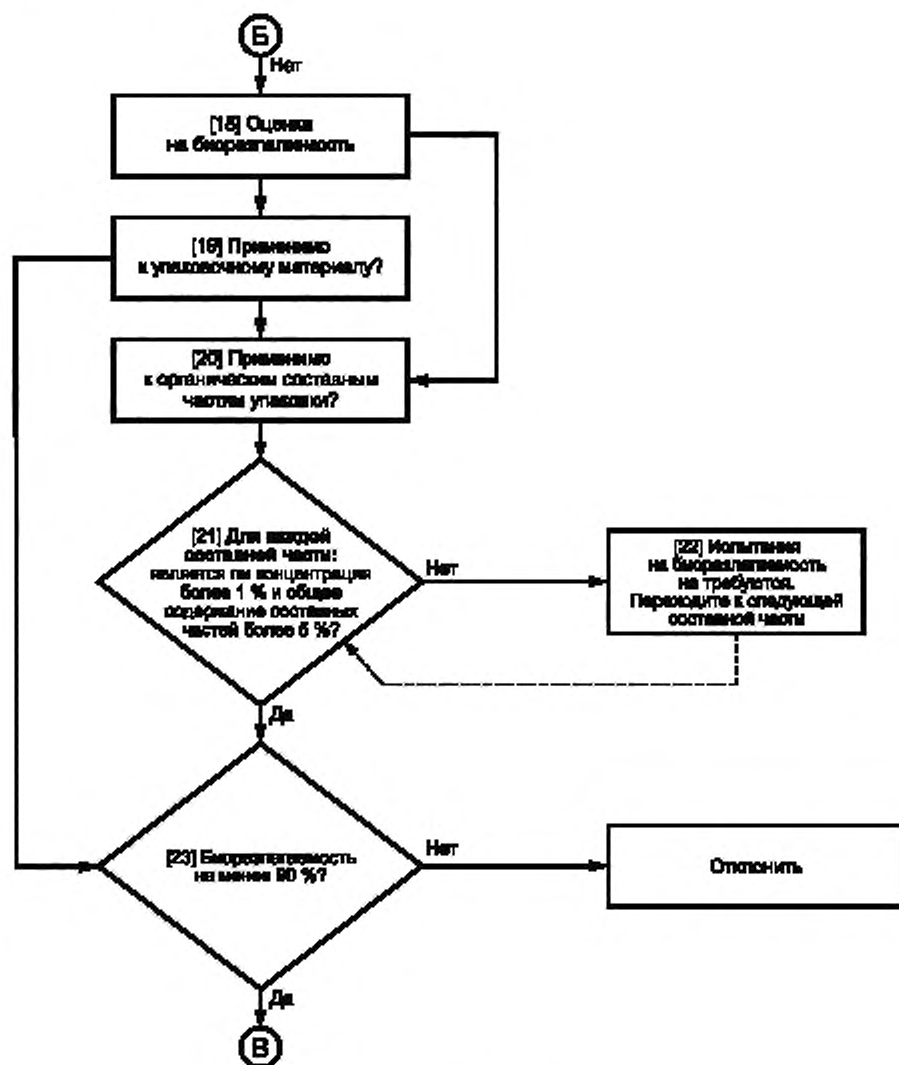 Б
Нет
[18] Оценка
на биоразлагаемость
[19] Применимо
к упаковочному материалу?
[20] Применимо
к органическим составным
частям упаковки?
[21] Для каждой
составной части:
является ли концентрация
более 1 % и общее
содержание составных
частей более 5 %?
Нет
[22] Испытания
на биоразлагаемость
не требуются.
Переходите к следующей
составной части
Да
[23] Биоразлагаемость
не менее 90 %?
Нет
Отклонить
Да
В